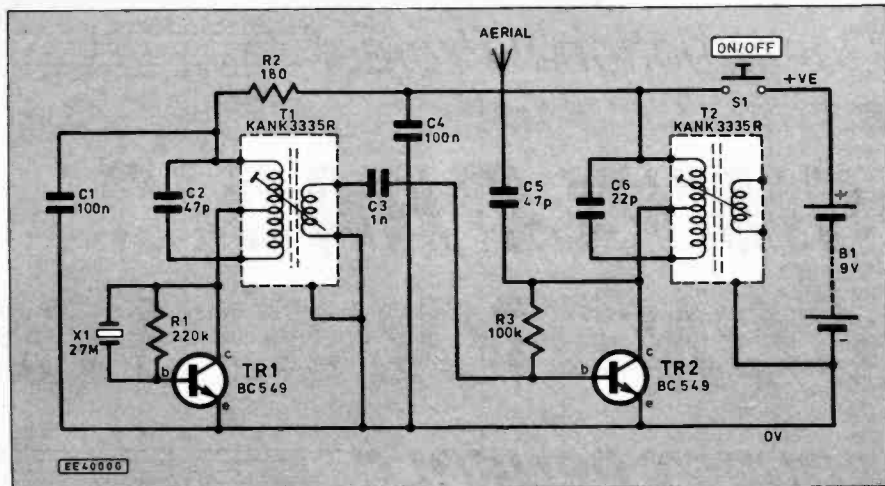 AERIAL
ON/OFF
R2
180
T1
KANK3335R
C4
100n
S1
+VE
T2
KANK3335R
C1
100n
C2
47p
C3
1n
C5
47p
C6
22p
+
B1
9V
-
X1
27M
R1
220k
b
c
e
TR1
BC549
R3
100k
b
c
e
TR2
BC549
0V
EE4000G